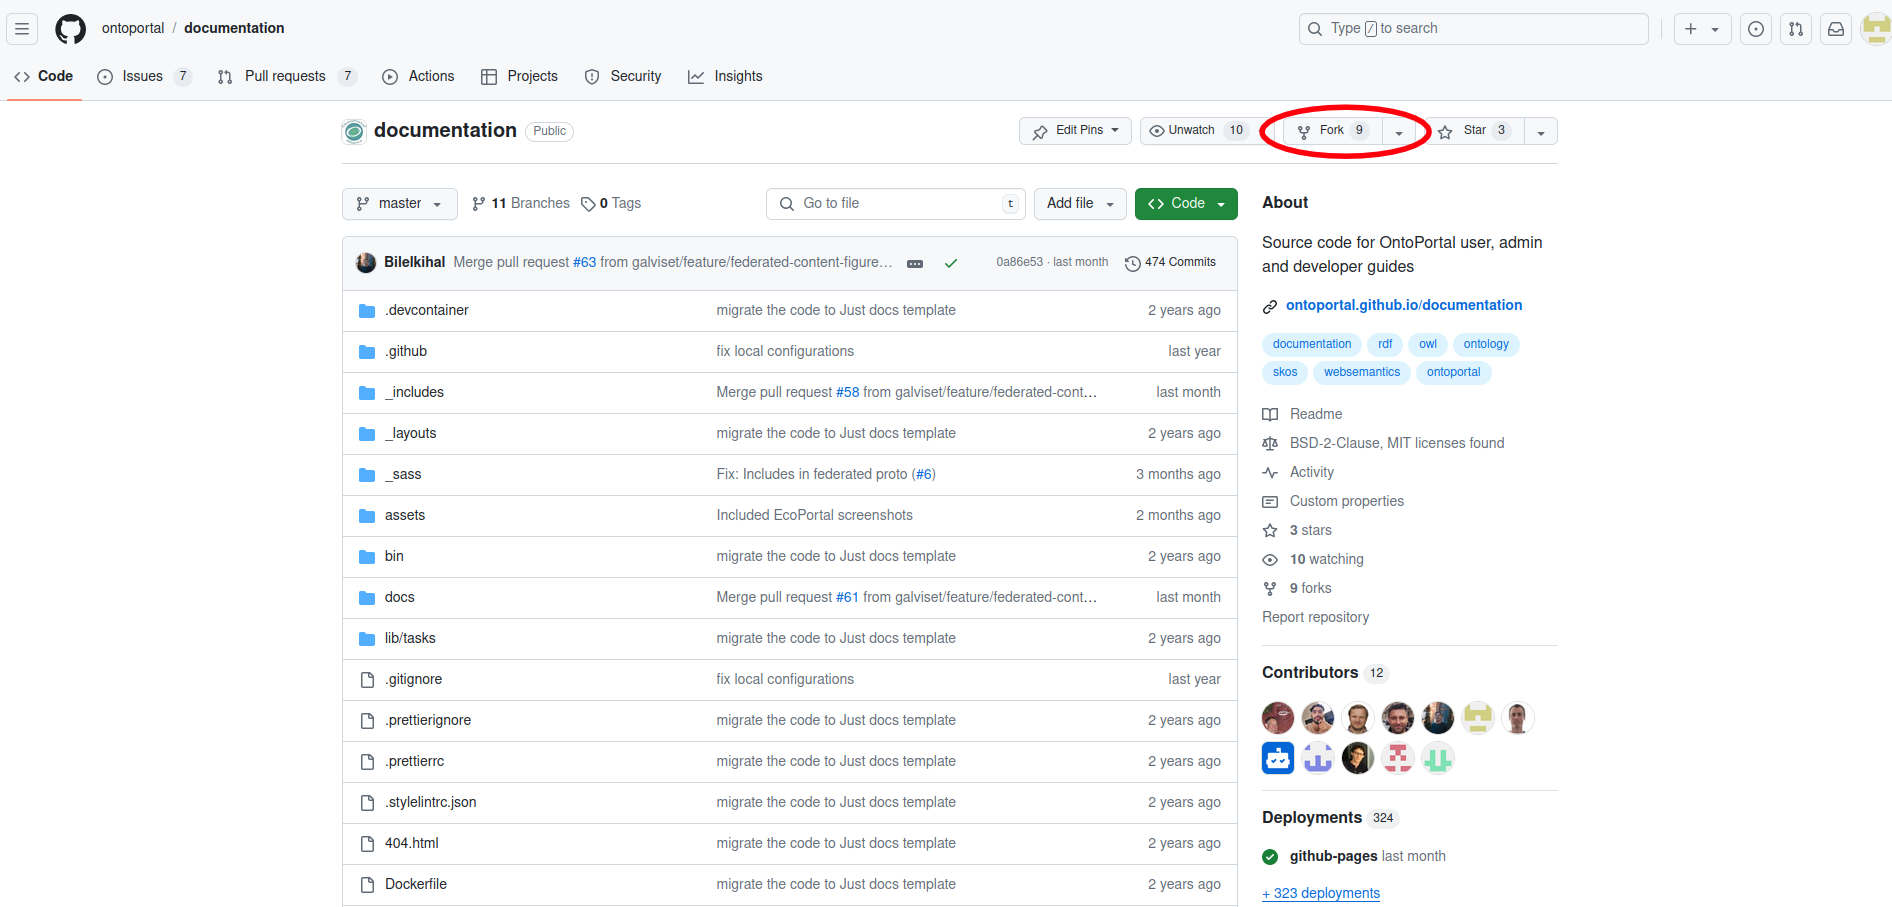 ontoportal / documentation
Type / to search
Code Issues 7 Pull requests 7 Actions Projects Security Insights
documentation Public
Edit Pins Unwatch 10 Fork 9 Star 3
master 11 Branches 0 Tags
Go to file t Add file Code
Bilelkihal Merge pull request #63 from galviset/feature/federated-content-figure… 0a86e53 · last month 474 Commits
.devcontainer migrate the code to Just docs template 2 years ago
.github fix local configurations last year
_includes Merge pull request #58 from galviset/feature/federated-cont… last month
_layouts migrate the code to Just docs template 2 years ago
_sass Fix: Includes in federated proto (#6) 3 months ago
assets Included EcoPortal screenshots 2 months ago
bin migrate the code to Just docs template 2 years ago
docs Merge pull request #61 from galviset/feature/federated-cont… last month
lib/tasks migrate the code to Just docs template 2 years ago
.gitignore fix local configurations last year
.prettierignore migrate the code to Just docs template 2 years ago
.prettierrc migrate the code to Just docs template 2 years ago
.stylelintrc.json migrate the code to Just docs template 2 years ago
404.html migrate the code to Just docs template 2 years ago
Dockerfile migrate the code to Just docs template 2 years ago
About
Source code for OntoPortal user, admin
and developer guides
ontoportal.github.io/documentation
documentation rdf owl ontology
skos websemantics ontoportal
Readme
BSD-2-Clause, MIT licenses found
Activity
Custom properties
3 stars
10 watching
9 forks
Report repository
Contributors 12
Deployments 324
github-pages last month
+ 323 deployments